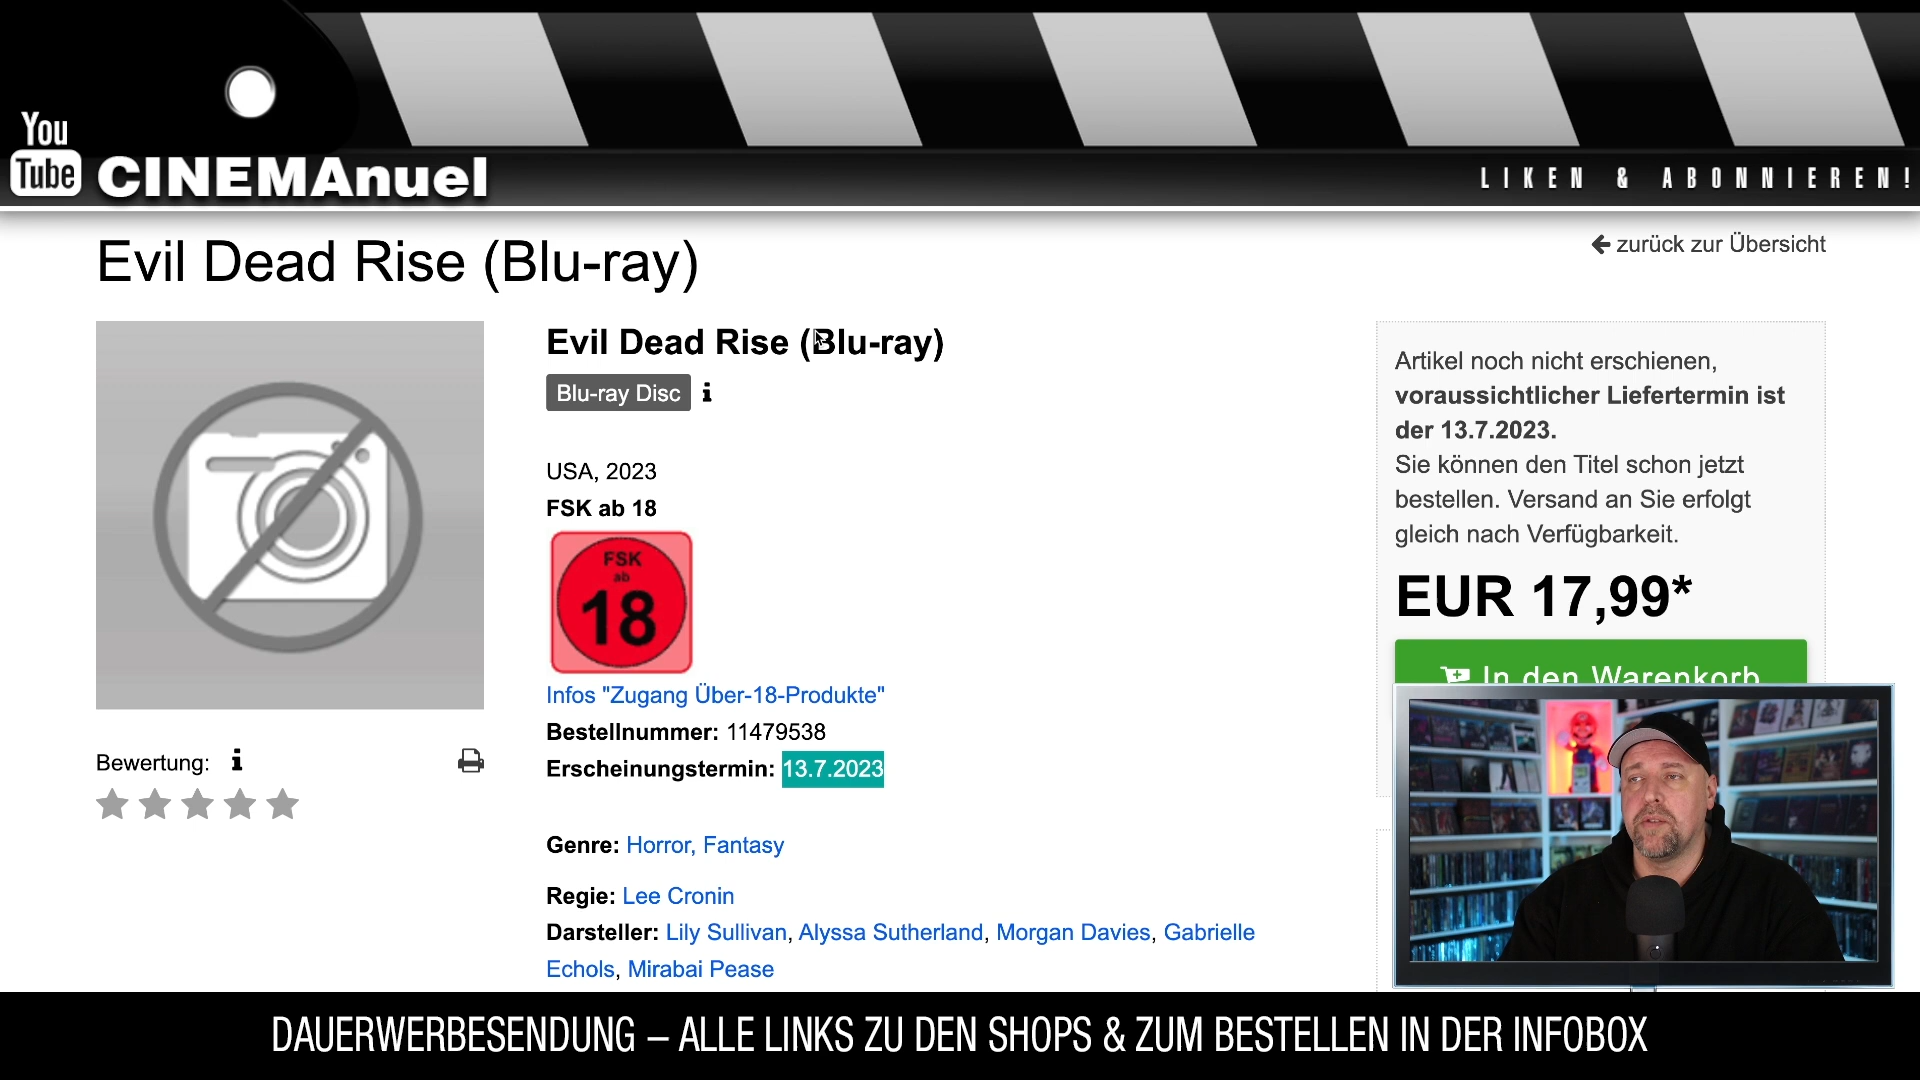 You
Tube
CINEMAnuel
LIKEN & ABONNIEREN!
Evil Dead Rise (Blu-ray)
zurück zur Übersicht
Evil Dead Rise (Blu-ray)
Blu-ray Disc
USA, 2023
FSK ab 18
FSK
ab
18
Infos "Zugang Über-18-Produkte"
Bestellnummer: 11479538
Erscheinungstermin: 13.7.2023
Bewertung:
Genre: Horror, Fantasy
Regie: Lee Cronin
Darsteller: Lily Sullivan, Alyssa Sutherland, Morgan Davies, Gabrielle
Echols, Mirabai Pease
Artikel noch nicht erschienen,
voraussichtlicher Liefertermin ist
der 13.7.2023.
Sie können den Titel schon jetzt
bestellen. Versand an Sie erfolgt
gleich nach Verfügbarkeit.
EUR 17,99*
In den Warenkorb
DAUERWERBESENDUNG – ALLE LINKS ZU DEN SHOPS & ZUM BESTELLEN IN DER INFOBOX